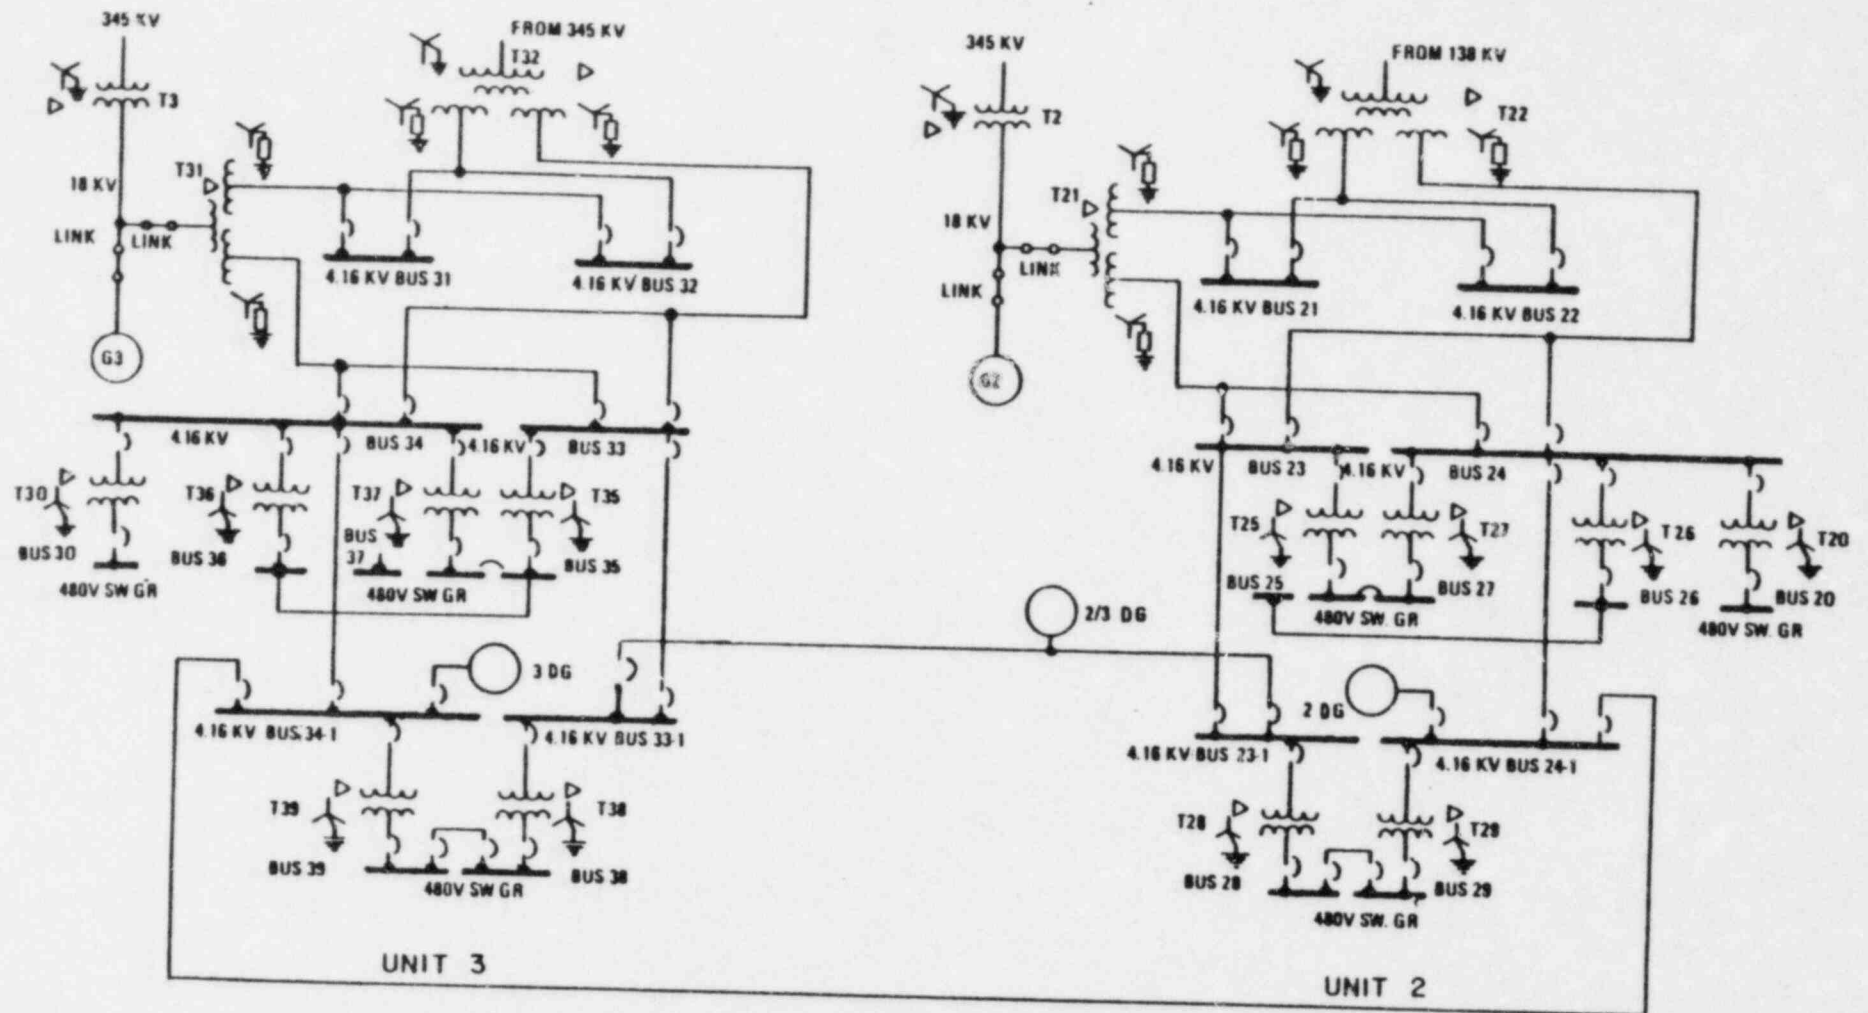 345 KV
T3
18 KV
LINK
LINK
G3
T31
FROM 345 KV
T32
4.16 KV BUS 31
4.16 KV BUS 32
4.16 KV
BUS 34
4.16 KV
BUS 33
T30
BUS 30
480V SW GR
T36
BUS 36
T37
BUS
37
480V SW GR
T35
BUS 35
3 DG
4.16 KV BUS 34-1
4.16 KV BUS 33-1
T39
BUS 39
T38
BUS 38
480V SW GR
UNIT 3
2/3 DG
345 KV
T2
18 KV
LINK
LINK
G2
T21
FROM 138 KV
T22
4.16 KV BUS 21
4.16 KV BUS 22
4.16 KV
BUS 23
4.16 KV
BUS 24
T25
BUS 25
T27
BUS 27
480V SW. GR
T26
BUS 26
T20
BUS 20
480V SW. GR
2 DG
4.16 KV BUS 23-1
4.16 KV BUS 24-1
T28
BUS 28
T29
BUS 29
480V SW. GR
UNIT 2